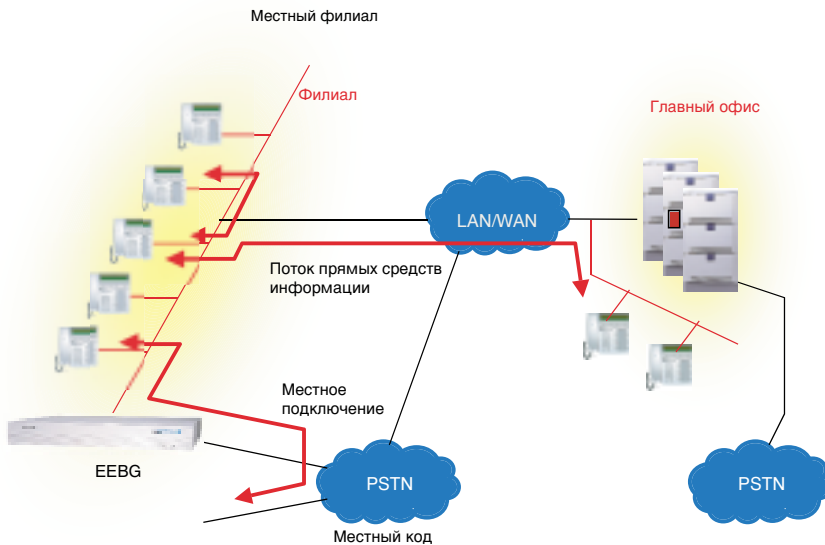 Местный филиал
Филиал
Главный офис
LAN/WAN
Поток прямых средств
информации
Местное
подключение
EEBG
PSTN
PSTN
Местный код